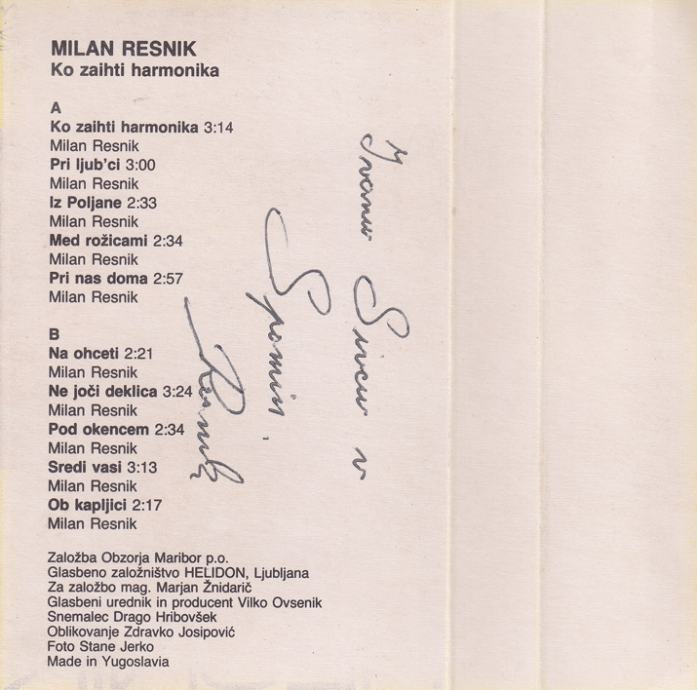 MILAN RESNIK
Ko zaihti harmonika
A
Ko zaihti harmonika 3:14
Milan Resnik
Pri ljub'ci 3:00
Milan Resnik
Iz Poljane 2:33
Milan Resnik
Med rožicami 2:34
Milan Resnik
Pri nas doma 2:57
Milan Resnik
B
Na ohceti 2:21
Milan Resnik
Ne joči deklica 3:24
Milan Resnik
Pod okencem 2:34
Milan Resnik
Sredi vasi 3:13
Milan Resnik
Ob kapljici 2:17
Milan Resnik
Založba Obzorja Maribor p.o.
Glasbeno založništvo HELIDON, Ljubljana
Za založbo mag. Marjan Žnidarič
Glasbeni urednik in producent Vilko Ovsenik
Snemalec Drago Hribovšek
Oblikovanje Zdravko Josipović
Foto Stane Jerko
Made in Yugoslavia
Ivanu Sivcu v
Spomin
Resnik